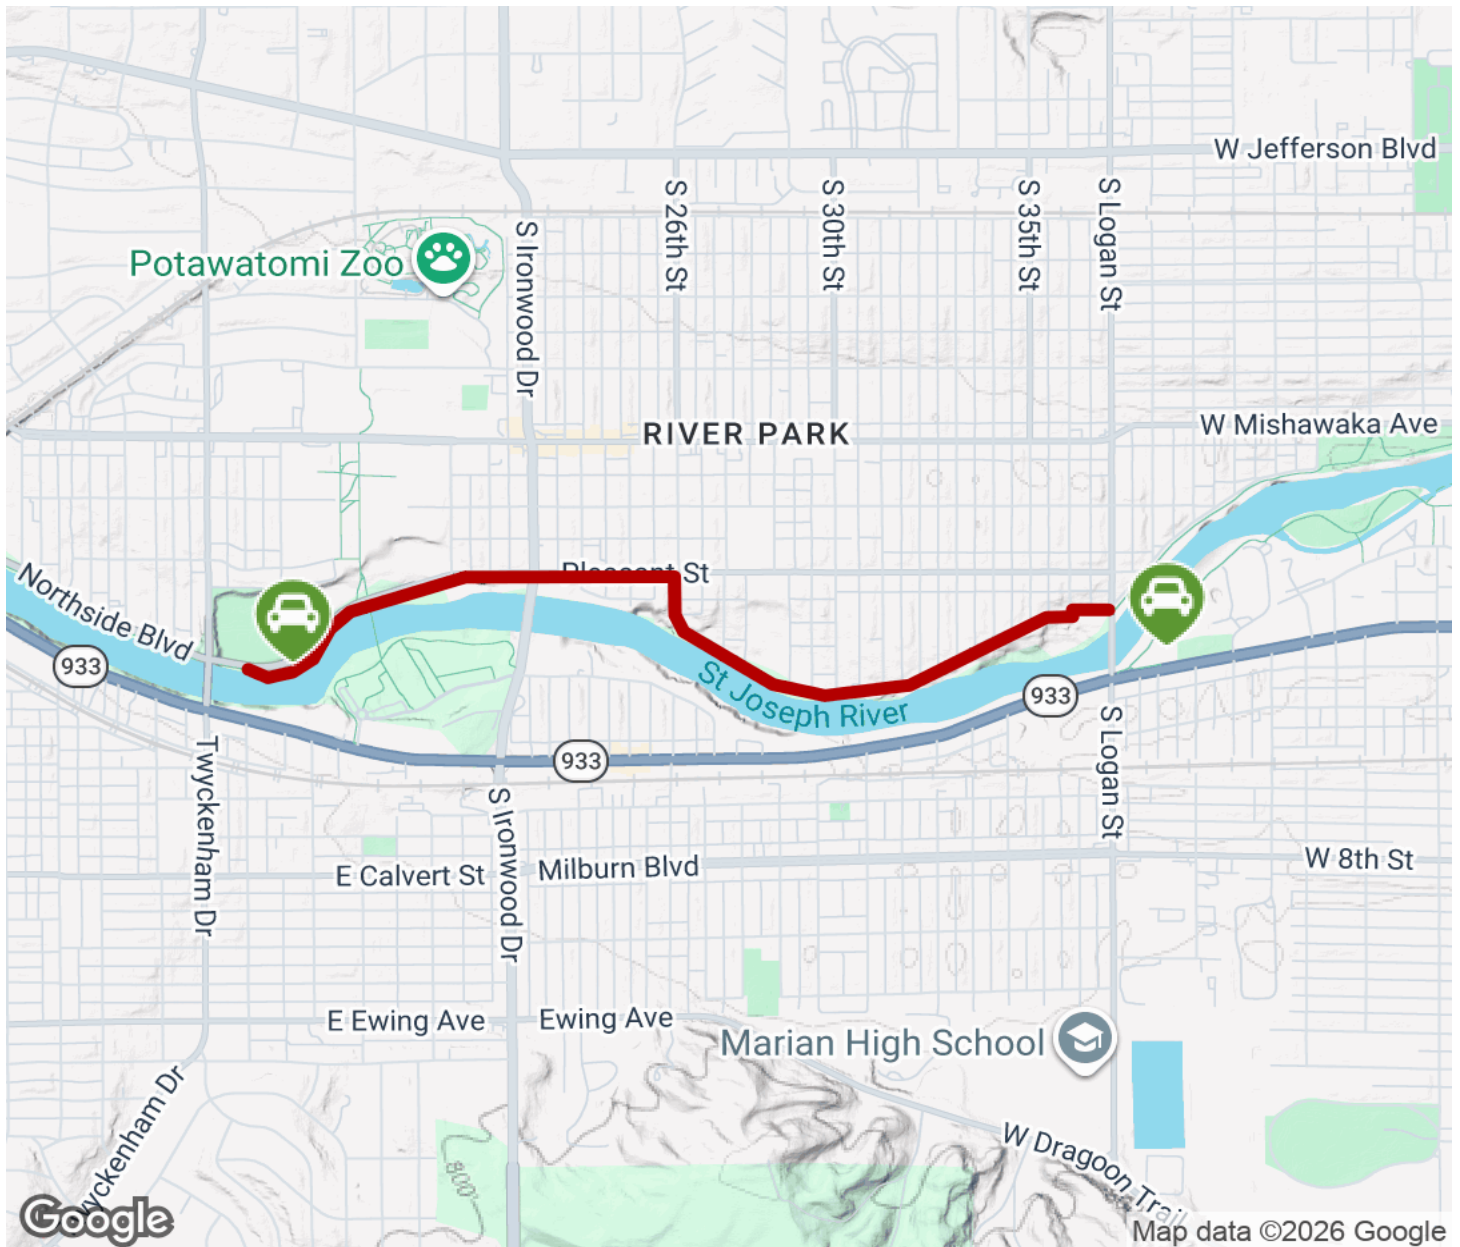 W Jefferson Blvd
S 26th St
S 30th St
S 35th St
S Logan St
S Ironwood Dr
Potawatomi Zoo
W Mishawaka Ave
RIVER PARK
Northside Blvd
Pleasant St
933
St Joseph River
933
933
Twyckenham Dr
S Logan St
S Ironwood Dr
E Calvert St
Milburn Blvd
W 8th St
E Ewing Ave
Ewing Ave
Marian High School
Twyckenham Dr
W Dragoon Trail
800'
Google
Map data ©2026 Google